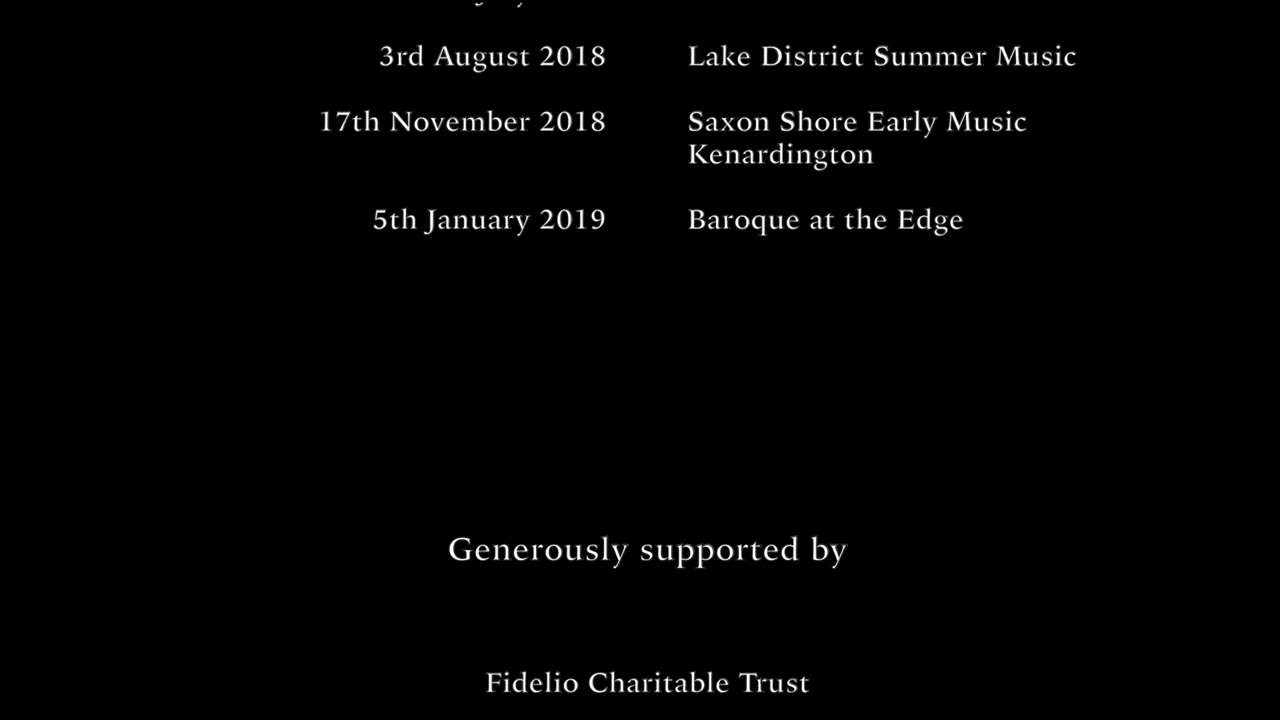 3rd August 2018 Lake District Summer Music
17th November 2018 Saxon Shore Early Music
Kenardington
5th January 2019 Baroque at the Edge
Generously supported by
Fidelio Charitable Trust